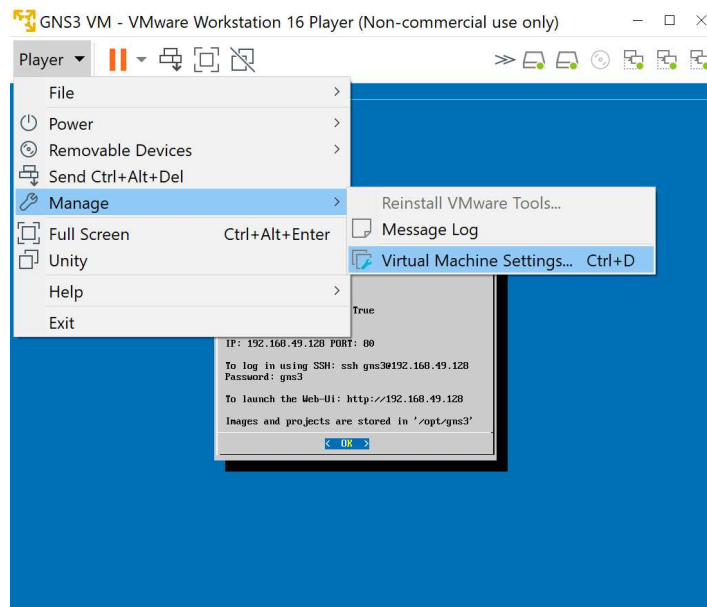 GNS3 VM - VMware Workstation 16 Player (Non-commercial use only)
Player
File
Power
Removable Devices
Send Ctrl+Alt+Del
Manage
Reinstall VMware Tools...
Message Log
Full Screen Ctrl+Alt+Enter
Unity
Virtual Machine Settings... Ctrl+D
Help
Exit
True
IP: 192.168.49.128 PORT: 80
To log in using SSH: ssh gns3@192.168.49.128
Password: gns3
To launch the Web-Ui: http://192.168.49.128
Images and projects are stored in '/opt/gns3'
< OK >